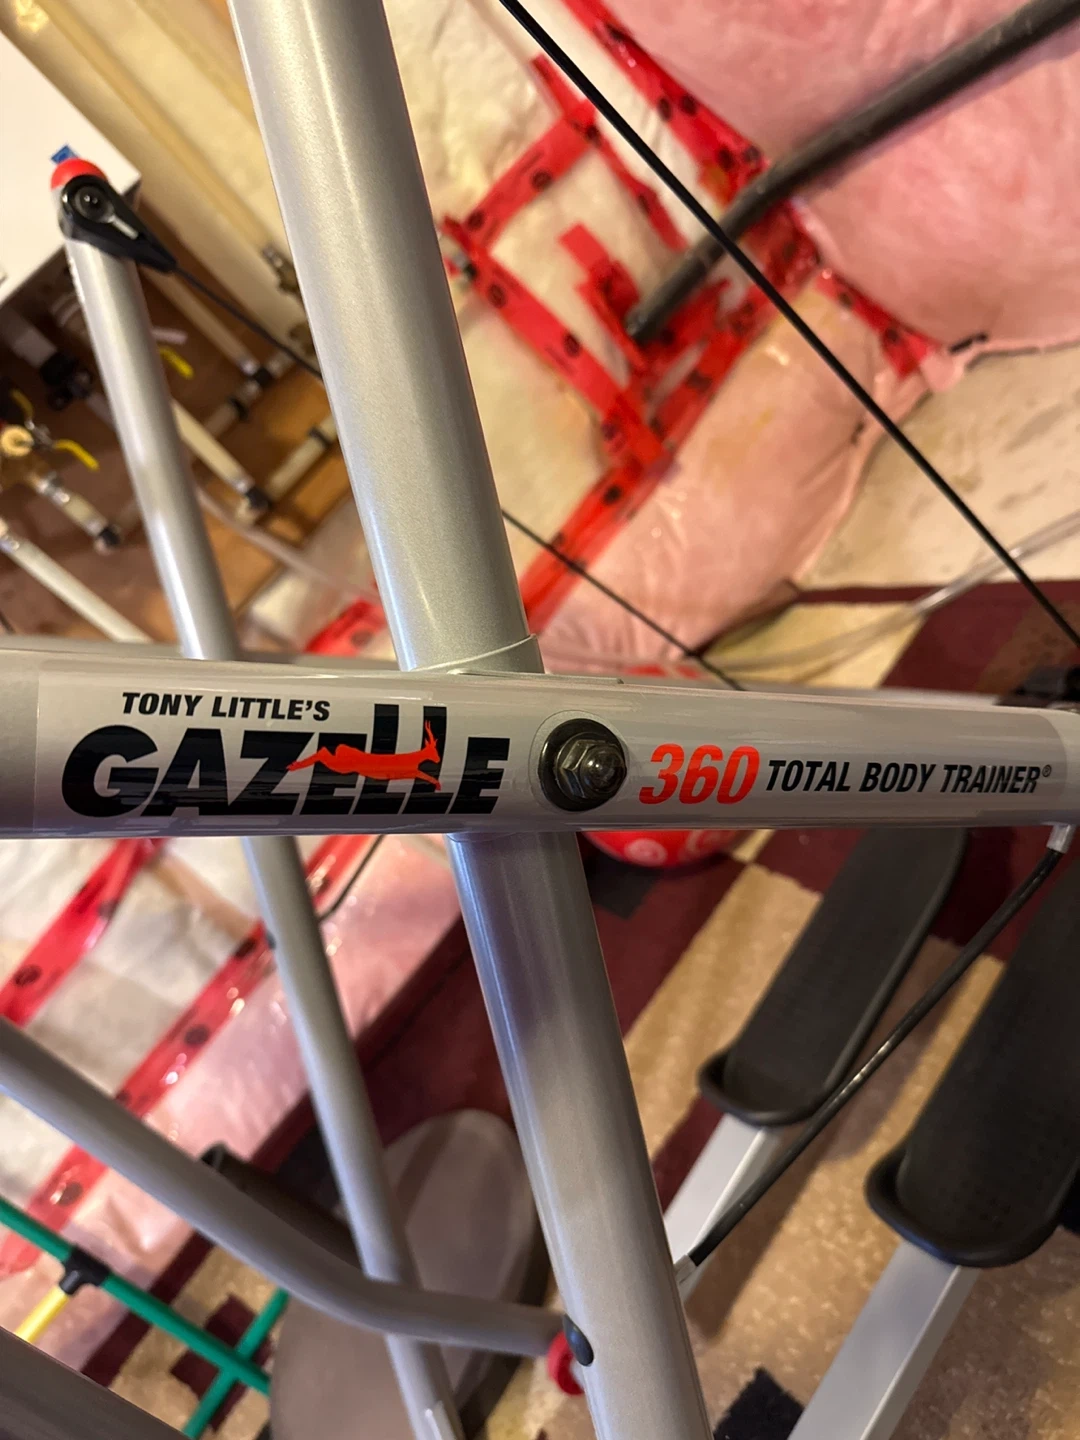 TONY LITTLE'S
GAZELLE
360 TOTAL BODY TRAINER®